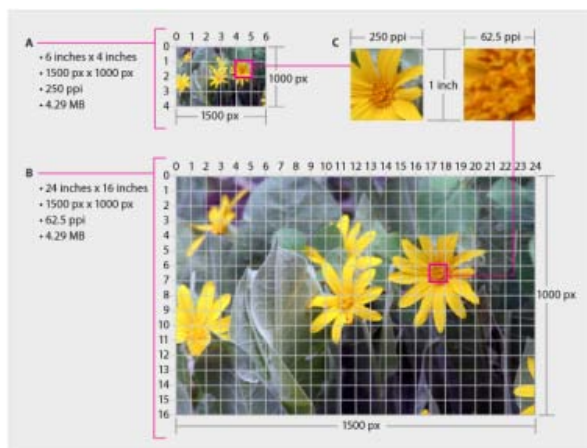 A
• 6 inches x 4 inches
• 1500 px x 1000 px
• 250 ppi
• 4.29 MB
0 1 2 3 4 5 6
0
1
2
3
4
1000 px
1500 px
C
250 ppi
62.5 ppi
1 inch
B
• 24 inches x 16 inches
• 1500 px x 1000 px
• 62.5 ppi
• 4.29 MB
0 1 2 3 4 5 6 7 8 9 10 11 12 13 14 15 16 17 18 19 20 21 22 23 24
0
1
2
3
4
5
6
7
8
9
10
11
12
13
14
15
16
1000 px
1500 px